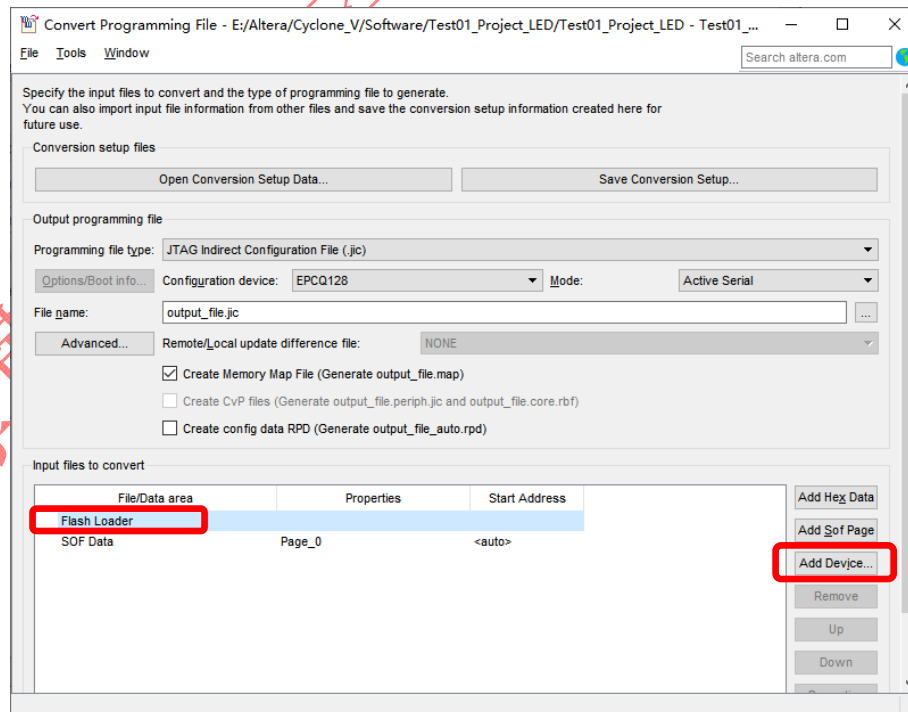 Convert Programming File - E:/Altera/Cyclone_V/Software/Test01_Project_LED/Test01_Project_LED - Test01_...
File Tools Window
Search altera.com
Specify the input files to convert and the type of programming file to generate.
You can also import input file information from other files and save the conversion setup information created here for
future use.
Conversion setup files
Open Conversion Setup Data... Save Conversion Setup...
Output programming file
Programming file type: JTAG Indirect Configuration File (.jic)
Options/Boot info... Configuration device: EPCQ128 Mode: Active Serial
File name: output_file.jic ...
Advanced... Remote/Local update difference file: NONE
Create Memory Map File (Generate output_file.map)
Create CvP files (Generate output_file.periph.jic and output_file.core.rbf)
Create config data RPD (Generate output_file_auto.rpd)
Input files to convert
File/Data area Properties Start Address
Flash Loader
SOF Data Page_0 <auto>
Add Hex Data
Add Sof Page
Add Device...
Remove
Up
Down